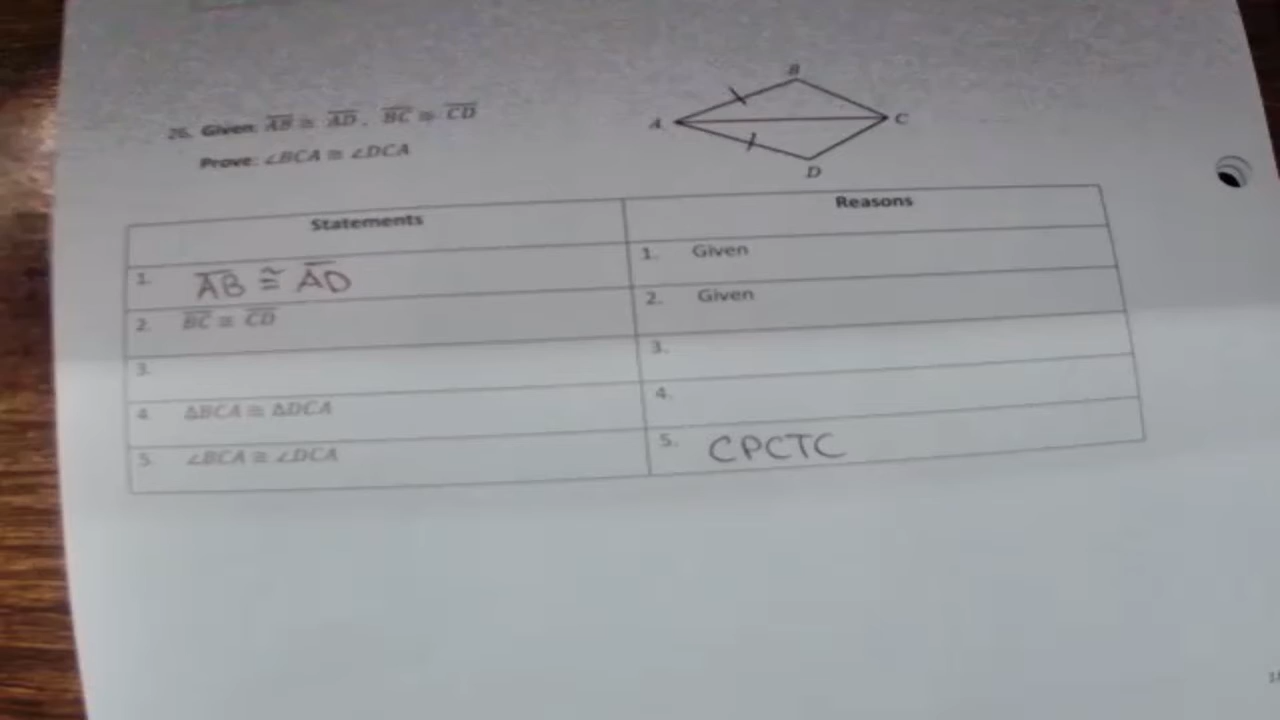 26. Given: AB ≅ AD, BC ≅ CD
Prove: ∠BCA ≅ ∠DCA
B
A
C
D
Statements
Reasons
1. AB ≅ AD
1. Given
2. BC ≅ CD
2. Given
3.
3.
4. ΔBCA ≅ ΔDCA
4.
5. ∠BCA ≅ ∠DCA
5. CPCTC